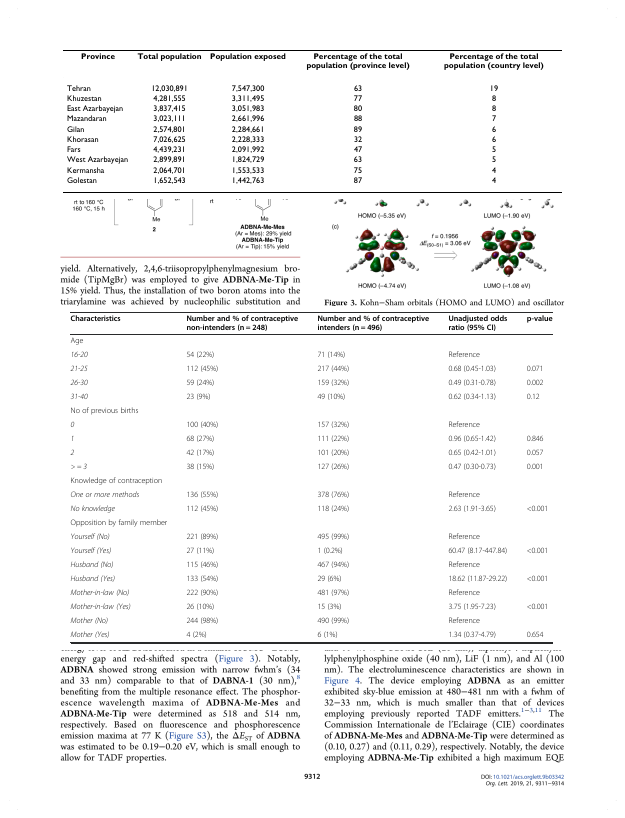 Province Total population Population exposed Percentage of the total population (province level) Percentage of the total population (country level)
Tehran 12,030,891 7,547,300 63 19
Khuzestan 4,281,555 3,311,495 77 8
East Azarbayejan 3,837,415 3,051,983 80 8
Mazandaran 3,023,111 2,661,996 88 7
Gilan 2,574,801 2,284,661 89 6
Khorasan 7,026,625 2,228,333 32 6
Fars 4,439,231 2,091,992 47 5
West Azarbayejan 2,899,891 1,824,729 63 5
Kermansha 2,064,701 1,553,533 75 4
Golestan 1,652,543 1,442,763 87 4
rt to 160 °C
160 °C, 15 h
Me
2
rt
Me
ADBNA-Me-Mes
(Ar = Mes): 29% yield
ADBNA-Me-Tip
(Ar = Tip): 15% yield
HOMO (−5.35 eV) LUMO (−1.90 eV)
(c)
f = 0.1956
ΔE(S0-S1) = 3.06 eV
HOMO (−4.74 eV) LUMO (−1.08 eV)
yield. Alternatively, 2,4,6-triisopropylphenylmagnesium bro-
mide (TipMgBr) was employed to give ADBNA-Me-Tip in
15% yield. Thus, the installation of two boron atoms into the
triarylamine was achieved by nucleophilic substitution and
Figure 3. Kohn−Sham orbitals (HOMO and LUMO) and oscillator
Characteristics Number and % of contraceptive non-intenders (n = 248) Number and % of contraceptive intenders (n = 496) Unadjusted odds ratio (95% CI) p-value
Age
16-20 54 (22%) 71 (14%) Reference
21-25 112 (45%) 217 (44%) 0.68 (0.45-1.03) 0.071
26-30 59 (24%) 159 (32%) 0.49 (0.31-0.78) 0.002
31-40 23 (9%) 49 (10%) 0.62 (0.34-1.13) 0.12
No of previous births
0 100 (40%) 157 (32%) Reference
1 68 (27%) 111 (22%) 0.96 (0.65-1.42) 0.846
2 42 (17%) 101 (20%) 0.65 (0.42-1.01) 0.057
> = 3 38 (15%) 127 (26%) 0.47 (0.30-0.73) 0.001
Knowledge of contraception
One or more methods 136 (55%) 378 (76%) Reference
No knowledge 112 (45%) 118 (24%) 2.63 (1.91-3.65) <0.001
Opposition by family member
Yourself (No) 221 (89%) 495 (99%) Reference
Yourself (Yes) 27 (11%) 1 (0.2%) 60.47 (8.17-447.84) <0.001
Husband (No) 115 (46%) 467 (94%) Reference
Husband (Yes) 133 (54%) 29 (6%) 18.62 (11.87-29.22) <0.001
Mother-in-law (No) 222 (90%) 481 (97%) Reference
Mother-in-law (Yes) 26 (10%) 15 (3%) 3.75 (1.95-7.23) <0.001
Mother (No) 244 (98%) 490 (99%) Reference
Mother (Yes) 4 (2%) 6 (1%) 1.34 (0.37-4.79) 0.654
energy gap and red-shifted spectra (Figure 3). Notably,
ADBNA showed strong emission with narrow fwhm's (34
and 33 nm) comparable to that of DABNA-1 (30 nm),8
benefiting from the multiple resonance effect. The phosphor-
escence wavelength maxima of ADBNA-Me-Mes and
ADBNA-Me-Tip were determined as 518 and 514 nm,
respectively. Based on fluorescence and phosphorescence
emission maxima at 77 K (Figure S3), the ΔEST of ADBNA
was estimated to be 0.19−0.20 eV, which is small enough to
allow for TADF properties.
lylphenylphosphine oxide (40 nm), LiF (1 nm), and Al (100
nm). The electroluminescence characteristics are shown in
Figure 4. The device employing ADBNA as an emitter
exhibited sky-blue emission at 480−481 nm with a fwhm of
32−33 nm, which is much smaller than that of devices
employing previously reported TADF emitters.1−3,11 The
Commission Internationale de l'Eclairage (CIE) coordinates
of ADBNA-Me-Mes and ADBNA-Me-Tip were determined as
(0.10, 0.27) and (0.11, 0.29), respectively. Notably, the device
employing ADBNA-Me-Tip exhibited a high maximum EQE
9312
DOI: 10.1021/acs.orglett.9b03342
Org. Lett. 2019, 21, 9311−9314